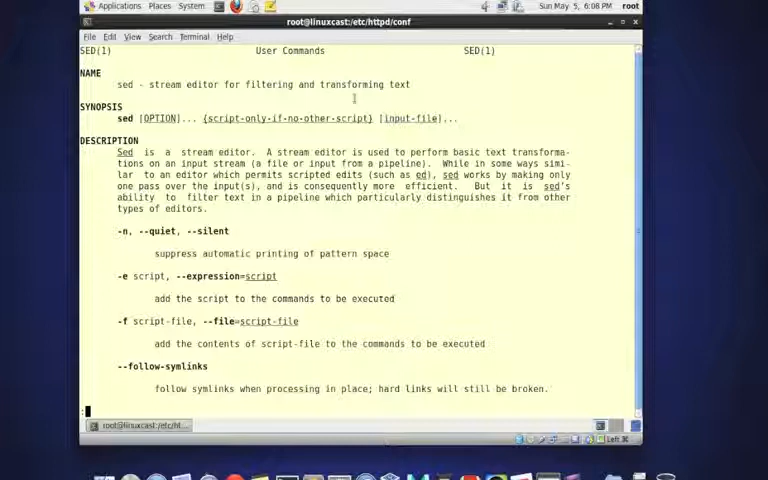 Applications Places System Sun May 5, 6:08 PM root
root@linuxcast:/etc/httpd/conf
File Edit View Search Terminal Help
SED(1) User Commands SED(1)
NAME
sed - stream editor for filtering and transforming text
SYNOPSIS
sed [OPTION]... {script-only-if-no-other-script} [input-file]...
DESCRIPTION
Sed is a stream editor. A stream editor is used to perform basic text transforma-
tions on an input stream (a file or input from a pipeline). While in some ways simi-
lar to an editor which permits scripted edits (such as ed), sed works by making only
one pass over the input(s), and is consequently more efficient. But it is sed's
ability to filter text in a pipeline which particularly distinguishes it from other
types of editors.
-n, --quiet, --silent
suppress automatic printing of pattern space
-e script, --expression=script
add the script to the commands to be executed
-f script-file, --file=script-file
add the contents of script-file to the commands to be executed
--follow-symlinks
follow symlinks when processing in place; hard links will still be broken.
:
root@linuxcast:/etc/ht...
Left ⌘